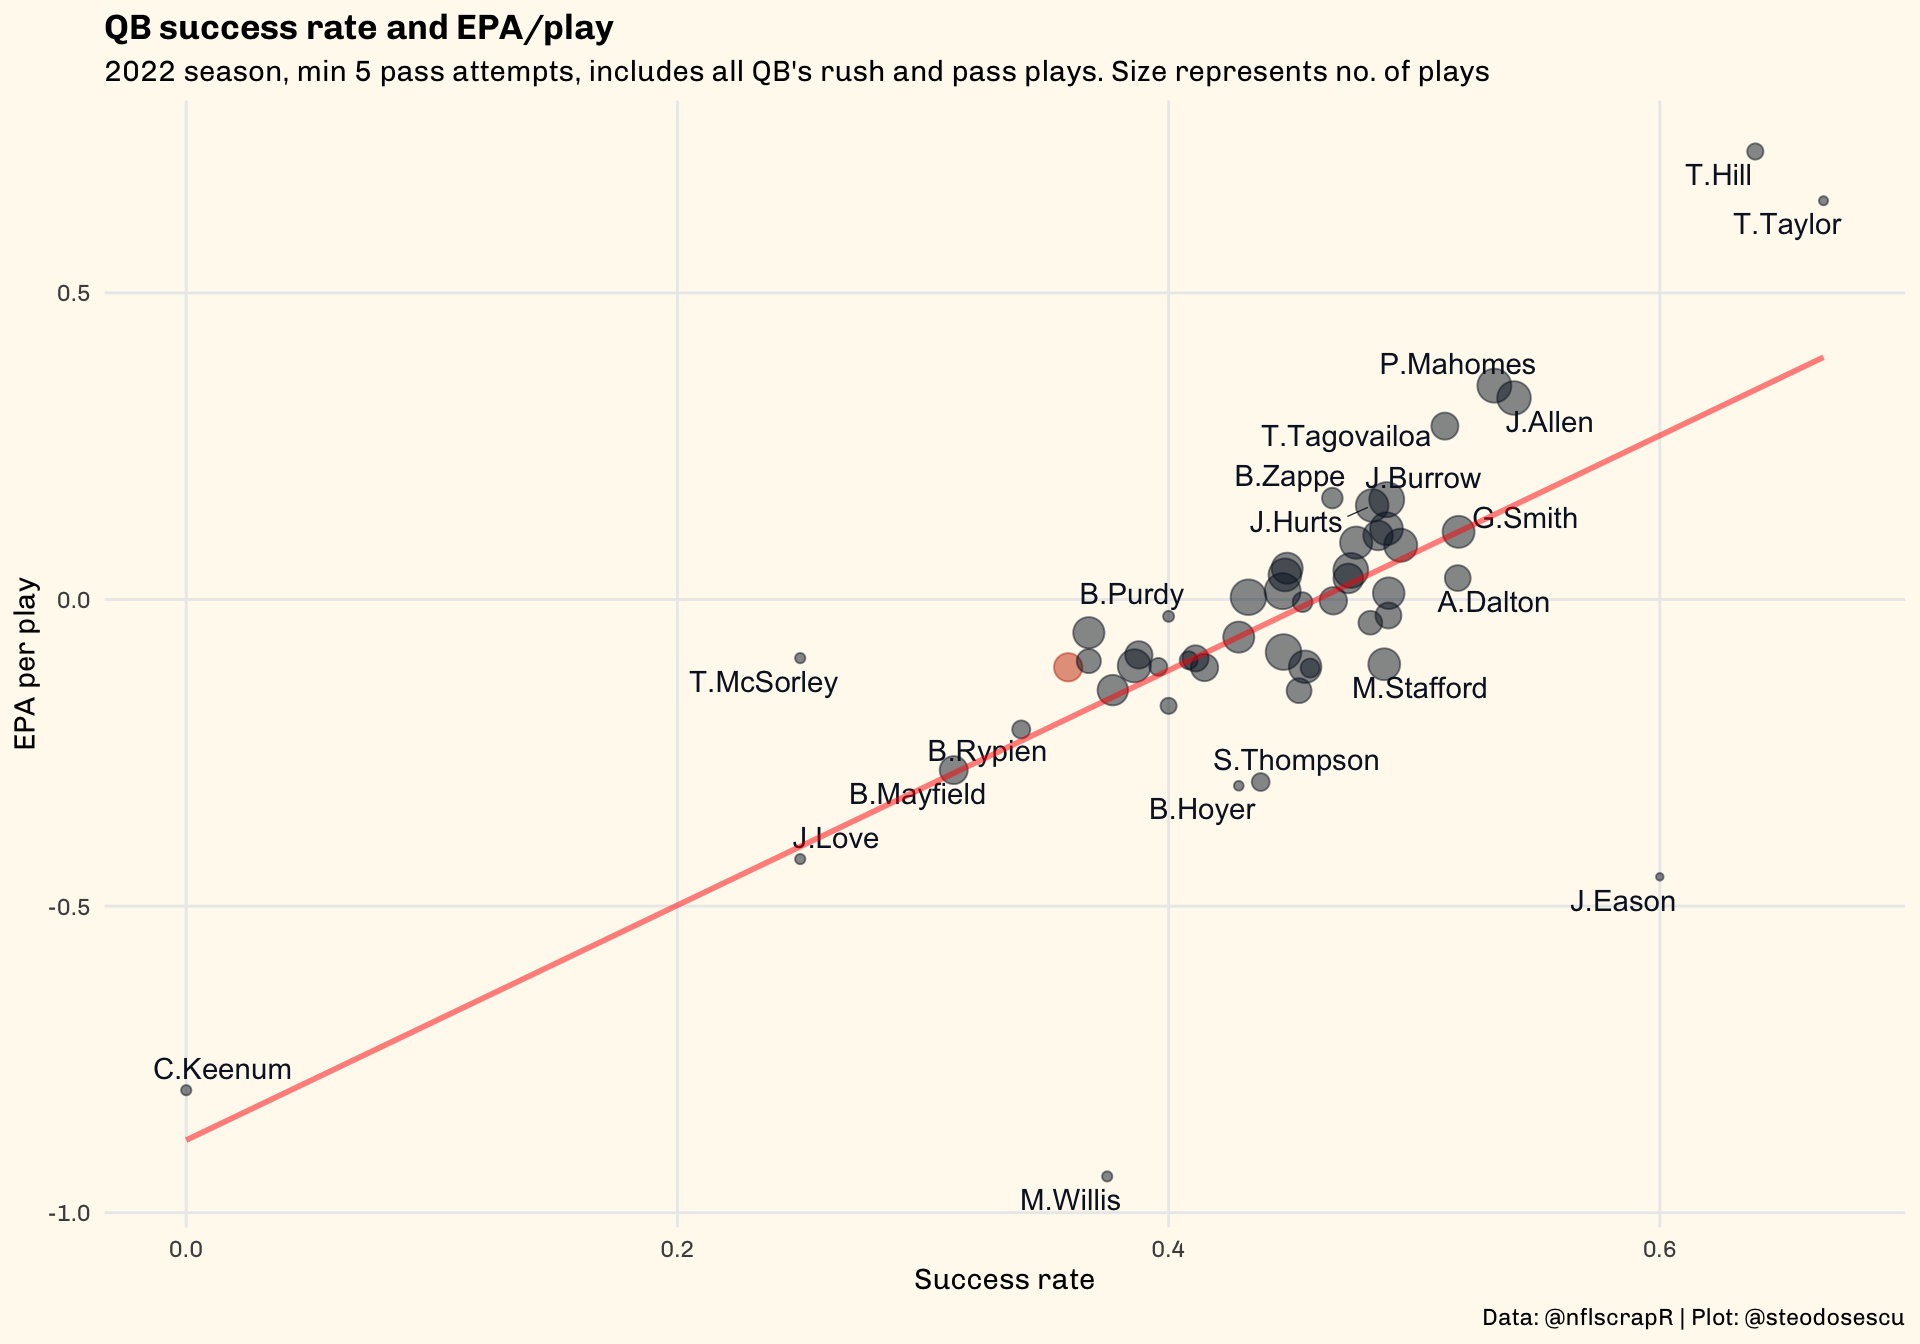 QB success rate and EPA/play
2022 season, min 5 pass attempts, includes all QB's rush and pass plays. Size represents no. of plays
T.Hill
T.Taylor
0.5
P.Mahomes
J.Allen
T.Tagovailoa
B.Zappe
J.Burrow
J.Hurts
G.Smith
B.Purdy
0.0
A.Dalton
T.McSorley
M.Stafford
EPA per play
B.Rypien
S.Thompson
B.Mayfield
B.Hoyer
J.Love
J.Eason
-0.5
C.Keenum
M.Willis
-1.0
0.0
0.2
0.4
0.6
Success rate
Data: @nflscrapR | Plot: @steodosescu